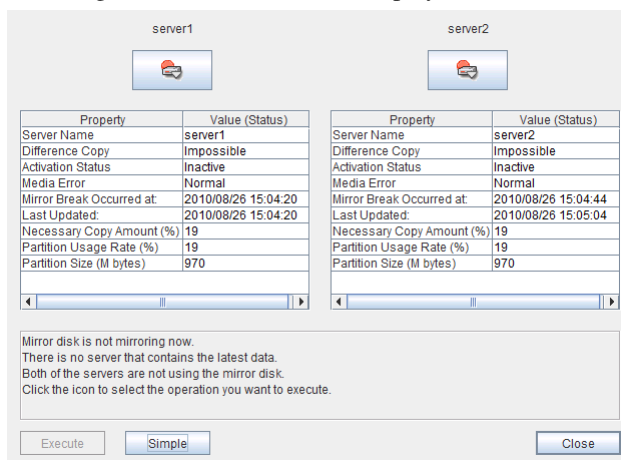 server1 server2
Property Value (Status) Property Value (Status)
Server Name server1 Server Name server2
Difference Copy Impossible Difference Copy Impossible
Activation Status Inactive Activation Status Inactive
Media Error Normal Media Error Normal
Mirror Break Occurred at: 2010/08/26 15:04:20 Mirror Break Occurred at: 2010/08/26 15:04:44
Last Updated: 2010/08/26 15:04:20 Last Updated: 2010/08/26 15:05:04
Necessary Copy Amount (%) 19 Necessary Copy Amount (%) 19
Partition Usage Rate (%) 19 Partition Usage Rate (%) 19
Partition Size (M bytes) 970 Partition Size (M bytes) 970
Mirror disk is not mirroring now.
There is no server that contains the latest data.
Both of the servers are not using the mirror disk.
Click the icon to select the operation you want to execute.
Execute Simple Close